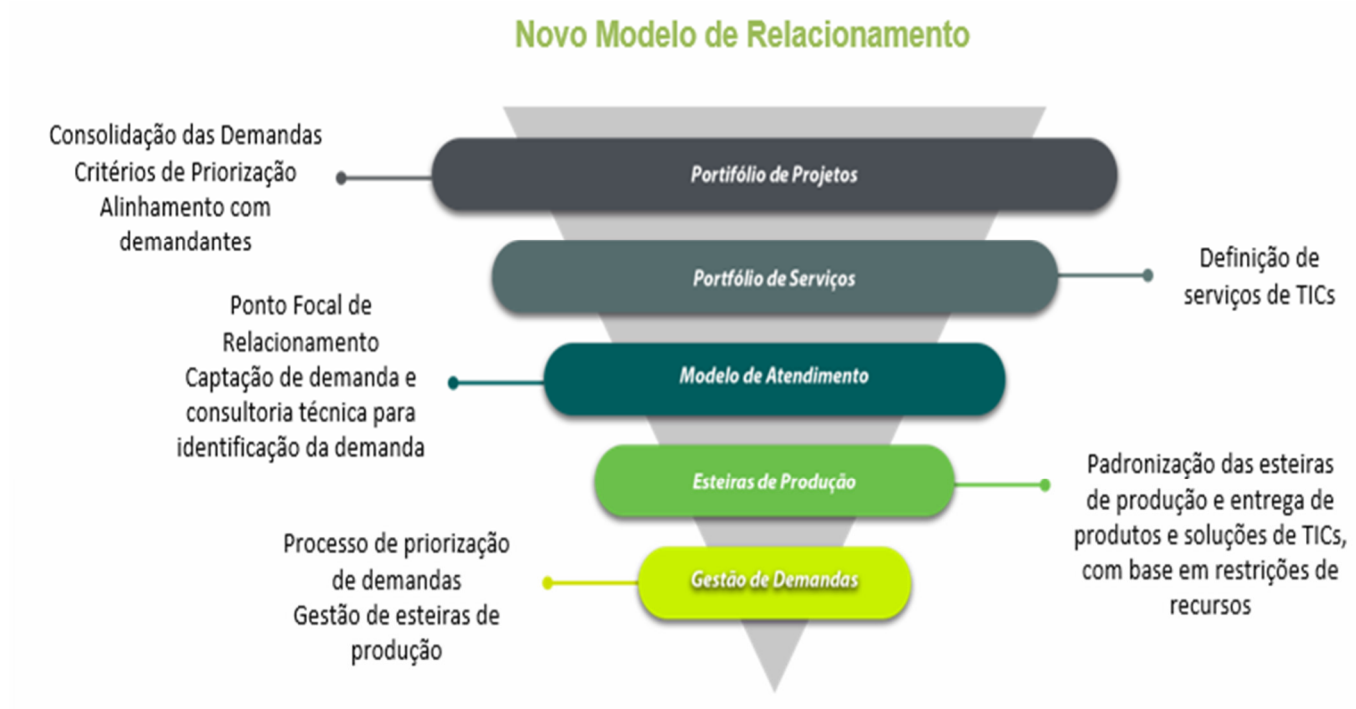 Novo Modelo de Relacionamento
Consolidação das Demandas
Critérios de Priorização
Alinhamento com
demandantes
Portifólio de Projetos
Portfólio de Serviços
Definição de
serviços de TICs
Ponto Focal de
Relacionamento
Captação de demanda e
consultoria técnica para
identificação da demanda
Modelo de Atendimento
Esteiras de Produção
Padronização das esteiras
de produção e entrega de
produtos e soluções de TICs,
com base em restrições de
recursos
Processo de priorização
de demandas
Gestão de esteiras de
produção
Gestão de Demandas